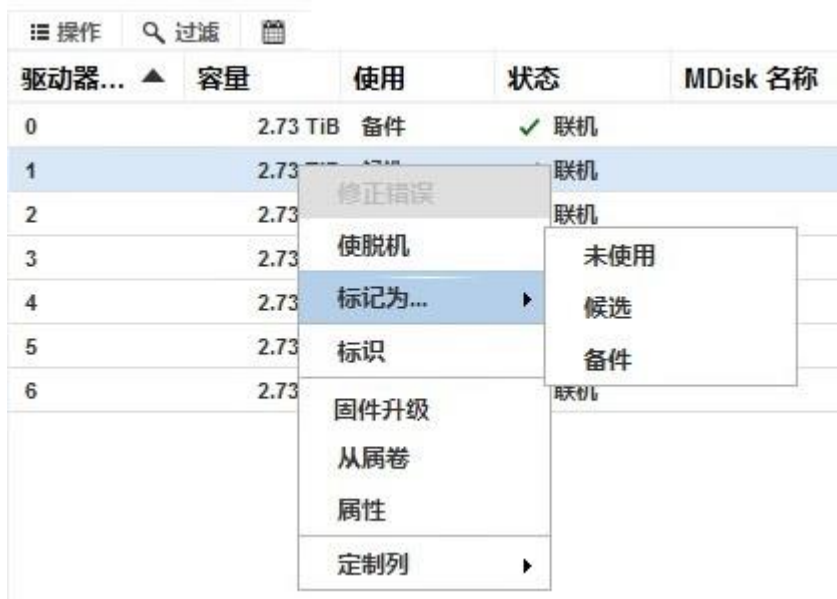 操作 过滤
驱动器... 容量 使用 状态 MDisk 名称
0 2.73 TiB 备件 联机
1 2.73 联机
2 2.73 联机
3 2.73
4 2.73
5 2.73
6 2.73 联机
修正错误
使脱机
标记为...
标识
固件升级
从属卷
属性
定制列
未使用
候选
备件